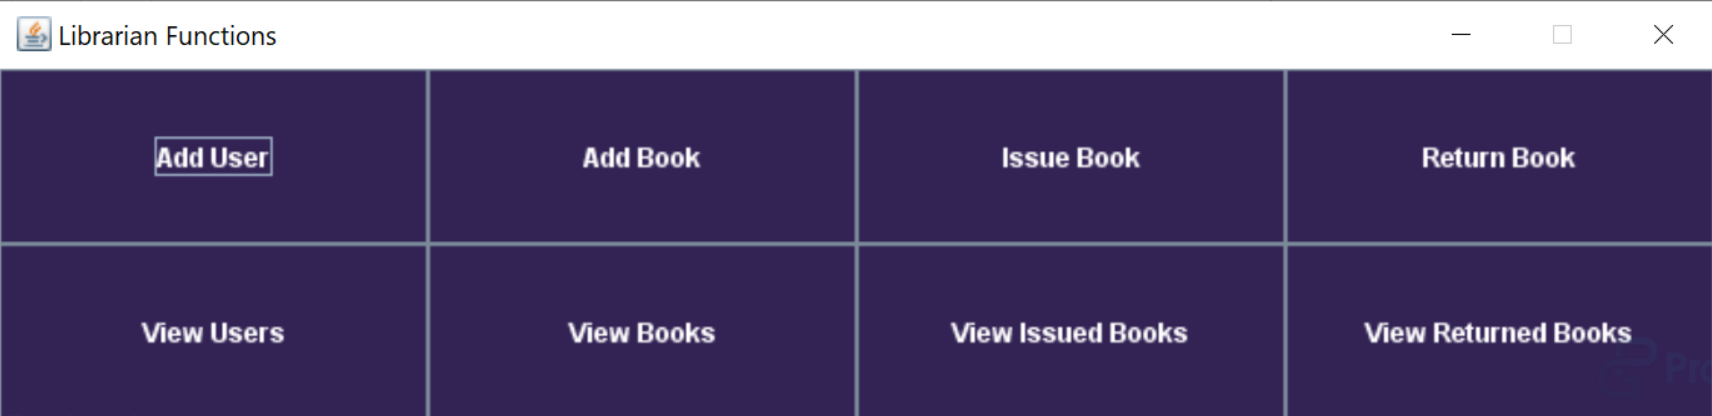 Librarian Functions
Add User
Add Book
Issue Book
Return Book
View Users
View Books
View Issued Books
View Returned Books